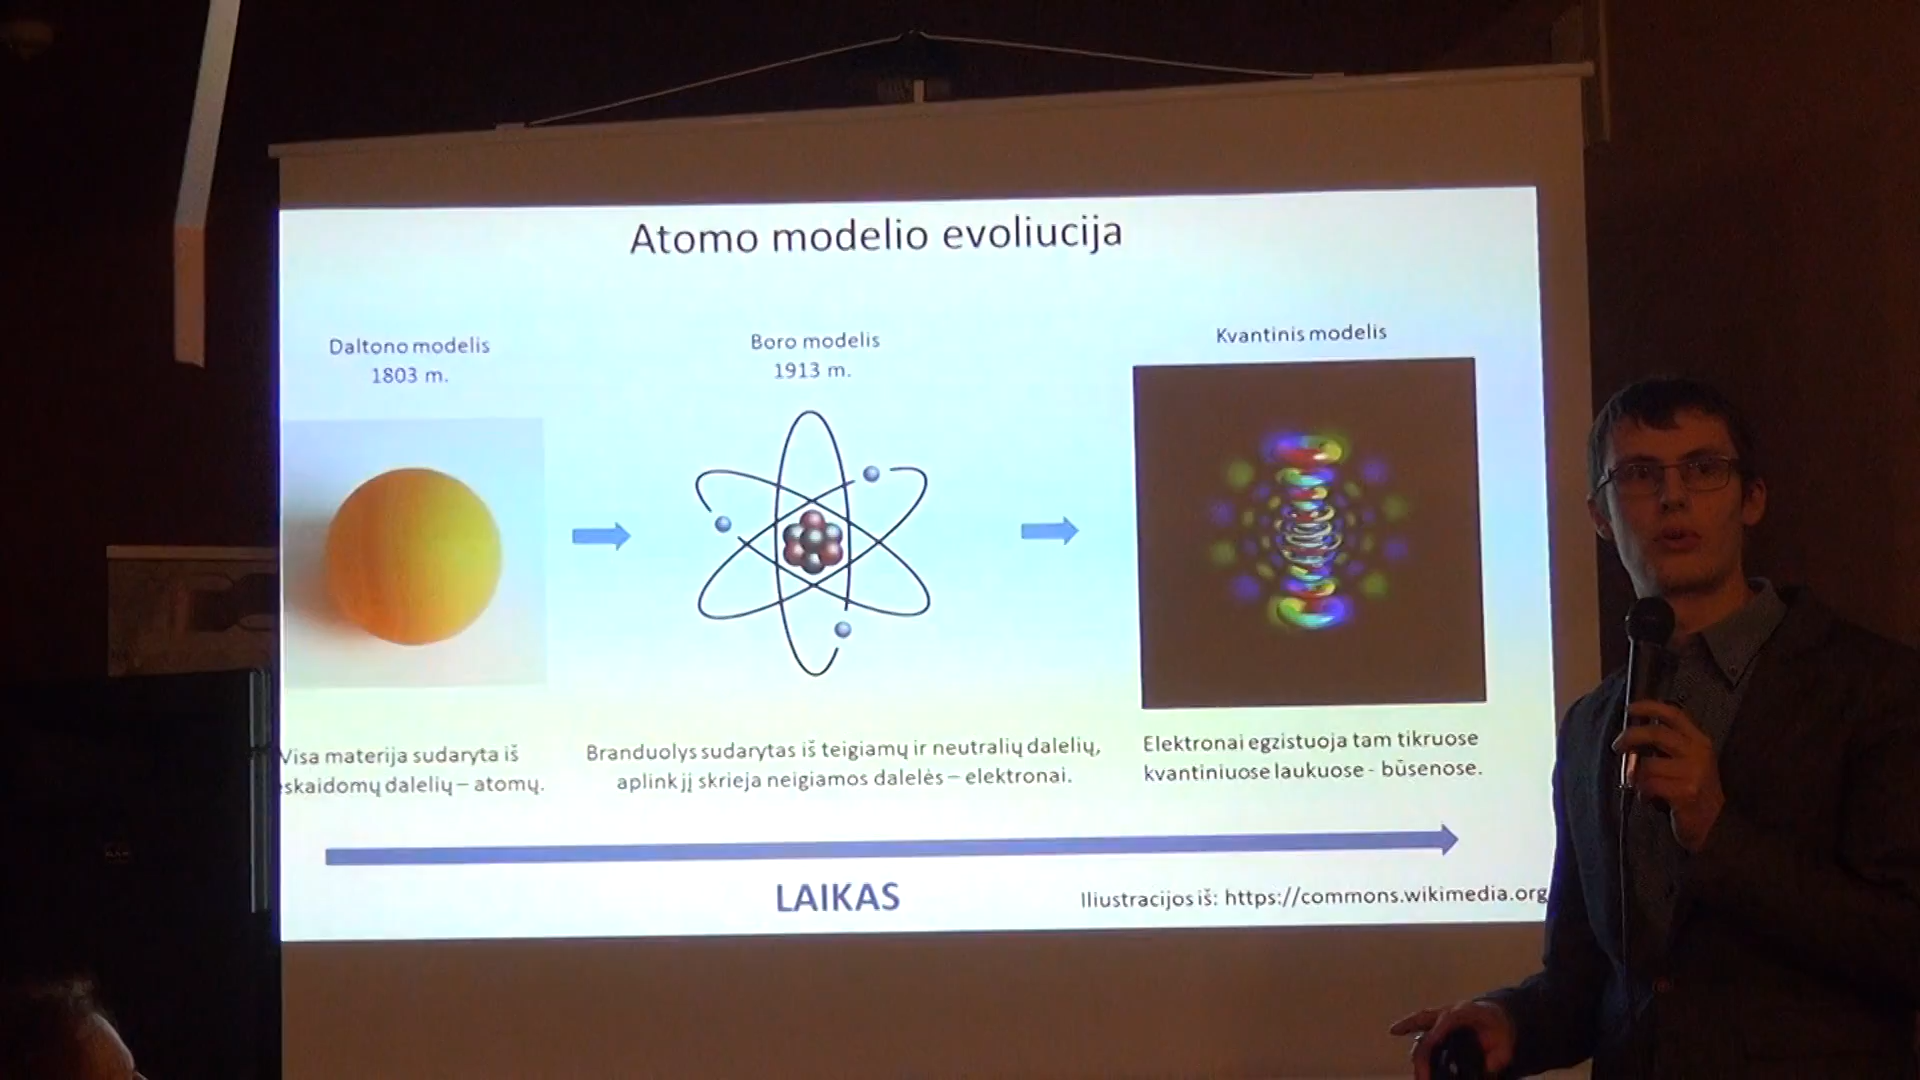 Atomo modelio evoliucija
Daltono modelis
1803 m.
Boro modelis
1913 m.
Kvantinis modelis
Visa materija sudaryta iš
skaidomų dalelių – atomų.
Branduolys sudarytas iš teigiamų ir neutralių dalelių,
aplink jį skrieja neigiamos dalelės – elektronai.
Elektronai egzistuoja tam tikruose
kvantiniuose laukuose - būsenose.
LAIKAS
Iliustracijos iš: https://commons.wikimedia.org